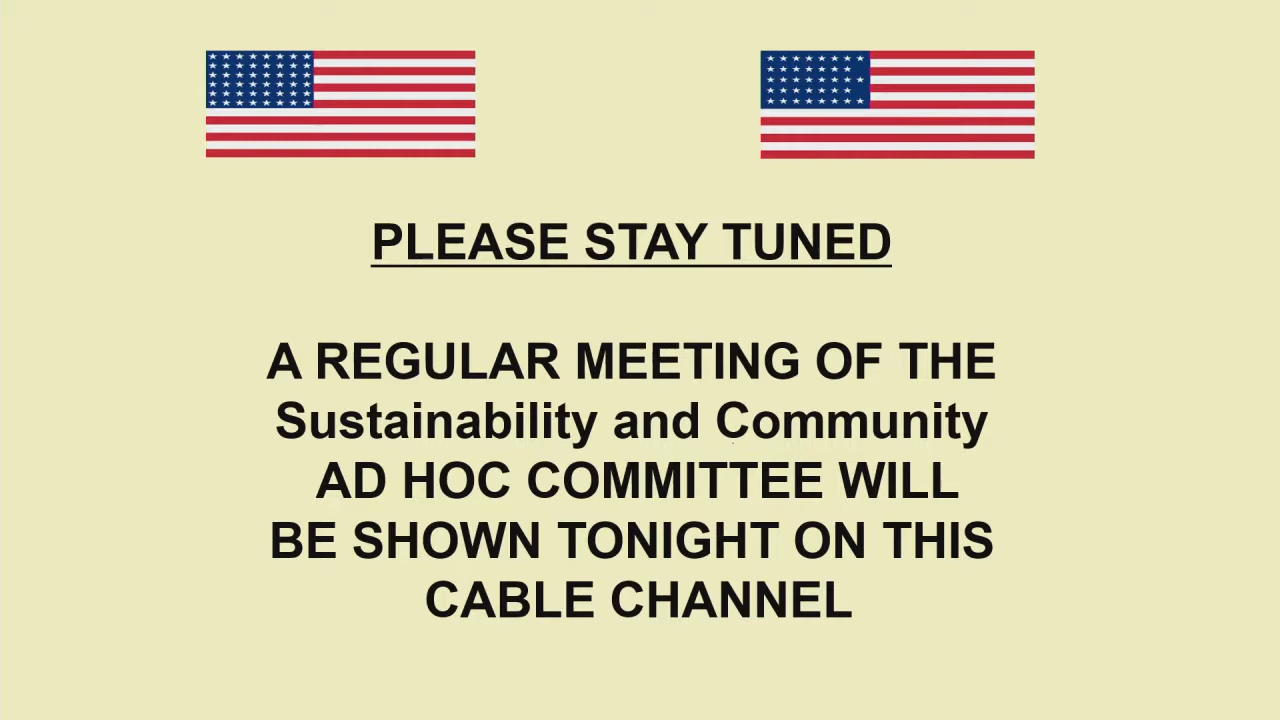 PLEASE STAY TUNED
A REGULAR MEETING OF THE
Sustainability and Community
AD HOC COMMITTEE WILL
BE SHOWN TONIGHT ON THIS
CABLE CHANNEL